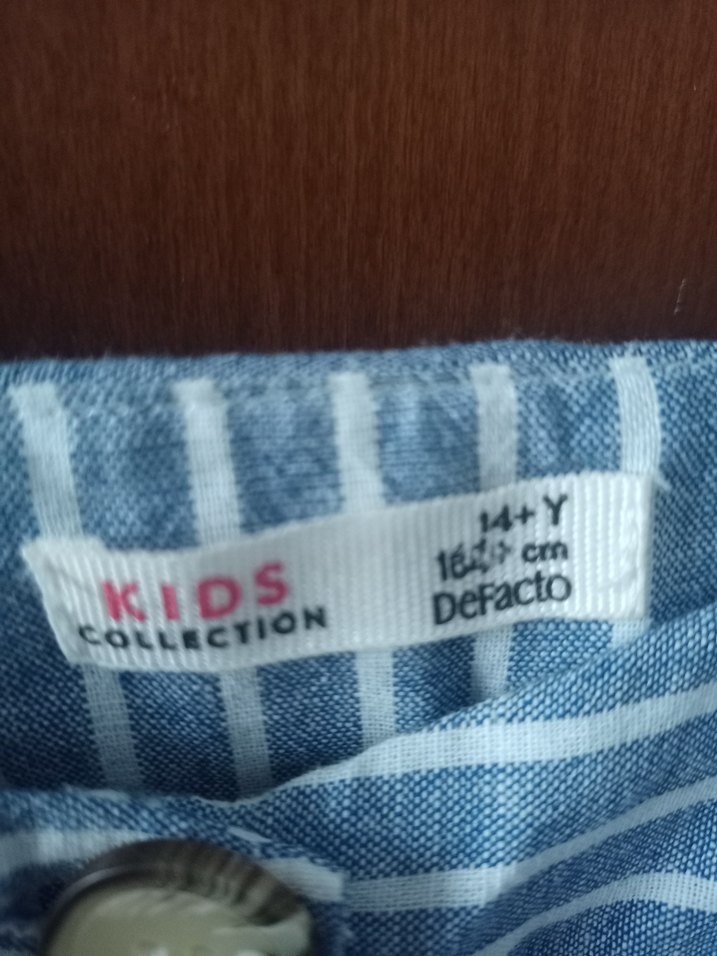 KIDS
COLLECTION
14+ Y
cm
DeFacto